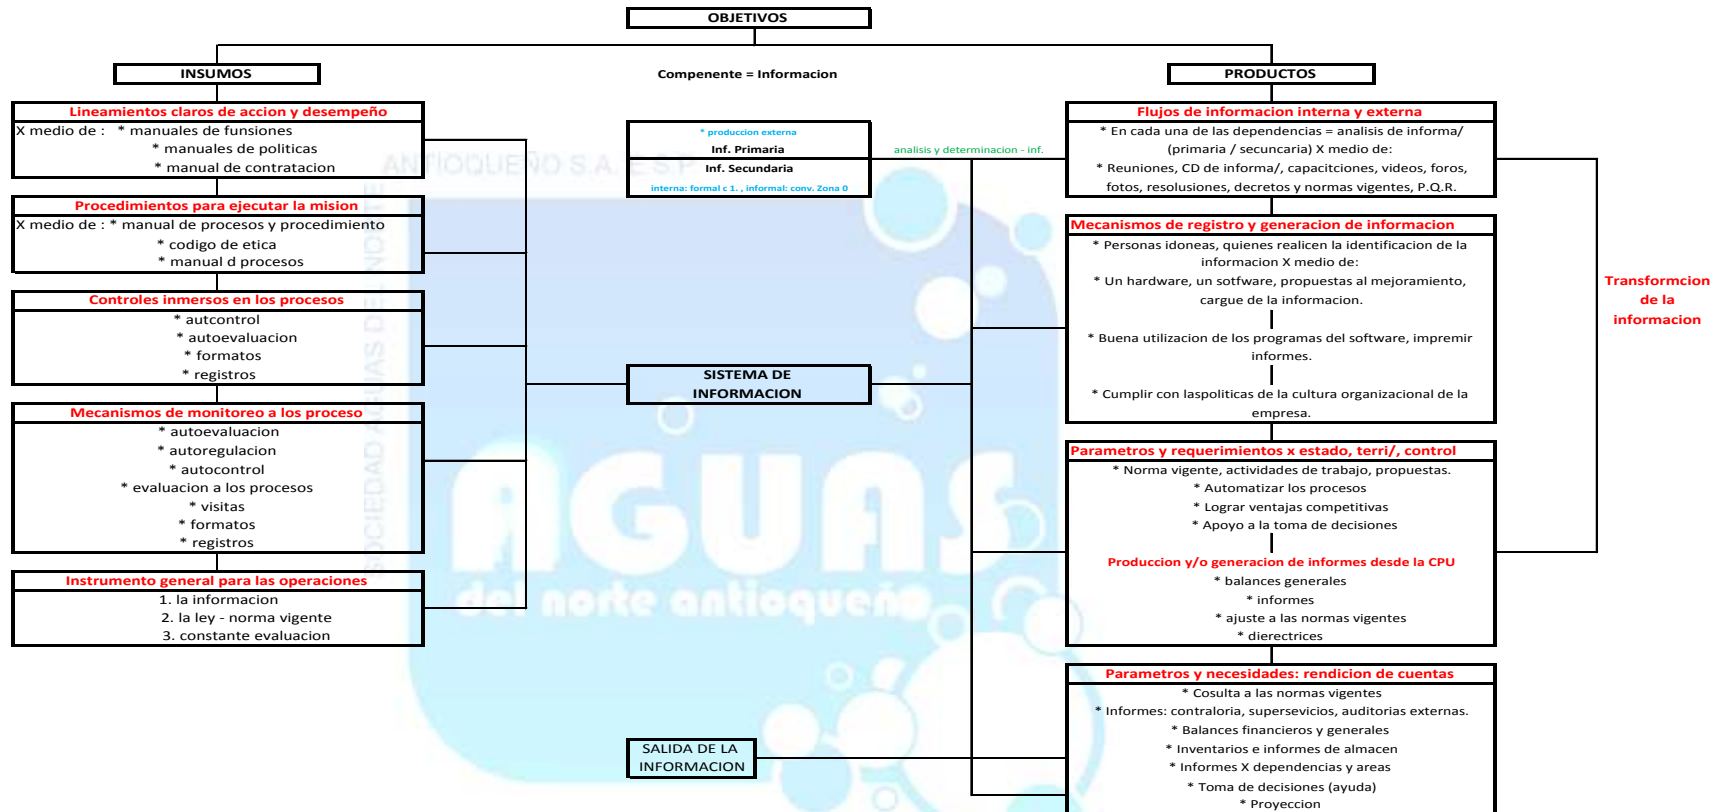 OBJETIVOS
INSUMOS
Compenente = Informacion
PRODUCTOS
Lineamientos claros de accion y desempeño
X medio de : * manuales de funsiones
* manuales de politicas
* manual de contratacion
Procedimientos para ejecutar la mision
X medio de : * manual de procesos y procedimiento
* codigo de etica
* manual d procesos
Controles inmersos en los procesos
* autcontrol
* autoevaluacion
* formatos
* registros
Mecanismos de monitoreo a los proceso
* autoevaluacion
* autoregulacion
* autocontrol
* evaluacion a los procesos
* visitas
* formatos
* registros
Instrumento general para las operaciones
1. la informacion
2. la ley - norma vigente
3. constante evaluacion
* produccion externa
Inf. Primaria
Inf. Secundaria
interna: formal c 1. , informal: conv. Zona 0
analisis y determinacion - inf.
SISTEMA DE
INFORMACION
SALIDA DE LA
INFORMACION
Flujos de informacion interna y externa
* En cada una de las dependencias = analisis de informa/
(primaria / secuncaria) X medio de:
* Reuniones, CD de informa/, capacitciones, videos, foros,
fotos, resolusiones, decretos y normas vigentes, P.Q.R.
Mecanismos de registro y generacion de informacion
* Personas idoneas, quienes realicen la identificacion de la
informacion X medio de:
* Un hardware, un sotfware, propuestas al mejoramiento,
cargue de la informacion.
* Buena utilizacion de los programas del software, impremir
informes.
* Cumplir con laspoliticas de la cultura organizacional de la
empresa.
Parametros y requerimientos x estado, terri/, control
* Norma vigente, actividades de trabajo, propuestas.
* Automatizar los procesos
* Lograr ventajas competitivas
* Apoyo a la toma de decisiones
Produccion y/o generacion de informes desde la CPU
* balances generales
* informes
* ajuste a las normas vigentes
* dierectrices
Parametros y necesidades: rendicion de cuentas
* Cosulta a las normas vigentes
* Informes: contraloria, supersevicios, auditorias externas.
* Balances financieros y generales
* Inventarios e informes de almacen
* Informes X dependencias y areas
* Toma de decisiones (ayuda)
* Proyeccion
Transformcion
de la
informacion
SOCIEDAD AGUAS DEL NORTE
ANTIOQUEÑO S.A. E.S.P
AGUAS
del norte antioqueño